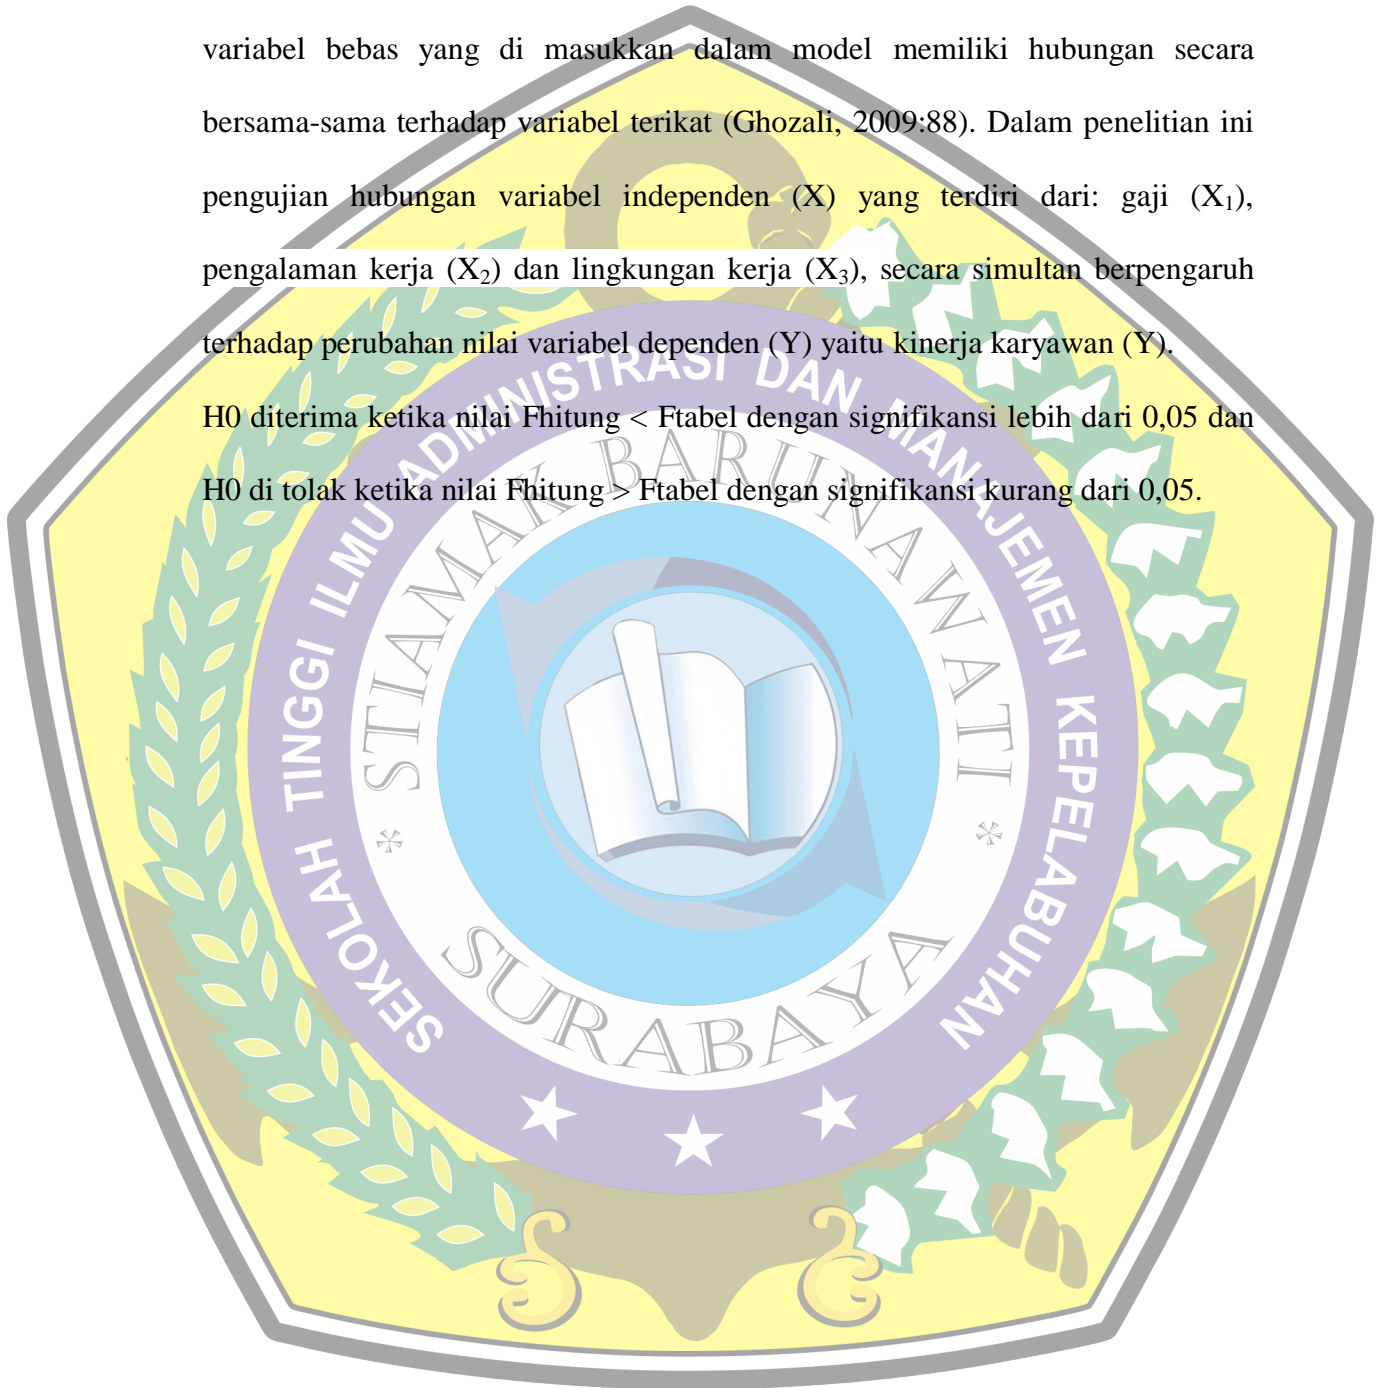 variabel bebas yang di masukkan dalam model memiliki hubungan secara
bersama-sama terhadap variabel terikat (Ghozali, 2009:88). Dalam penelitian ini
pengujian hubungan variabel independen (X) yang terdiri dari: gaji (X₁),
pengalaman kerja (X₂) dan lingkungan kerja (X₃), secara simultan berpengaruh
terhadap perubahan nilai variabel dependen (Y) yaitu kinerja karyawan (Y).
H0 diterima ketika nilai Fhitung < Ftabel dengan signifikansi lebih dari 0,05 dan
H0 di tolak ketika nilai Fhitung > Ftabel dengan signifikansi kurang dari 0,05.
SEKOLAH TINGGI ILMU ADMINISTRASI DAN MANAJEMEN KEPELABUHAN
* STIAMAK BARUNAWATI *
SURABAYA